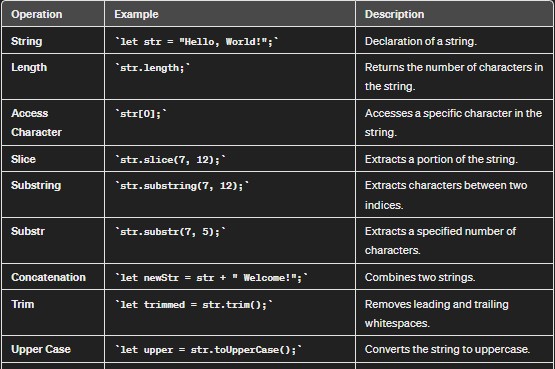 Operation Example Description
String `let str = "Hello, World!";` Declaration of a string.
Length `str.length;` Returns the number of characters in
the string.
Access `str[0];` Accesses a specific character in the
Character string.
Slice `str.slice(7, 12);` Extracts a portion of the string.
Substring `str.substring(7, 12);` Extracts characters between two
indices.
Substr `str.substr(7, 5);` Extracts a specified number of
characters.
Concatenation `let newStr = str + " Welcome!";` Combines two strings.
Trim `let trimmed = str.trim();` Removes leading and trailing
whitespaces.
Upper Case `let upper = str.toUpperCase();` Converts the string to uppercase.